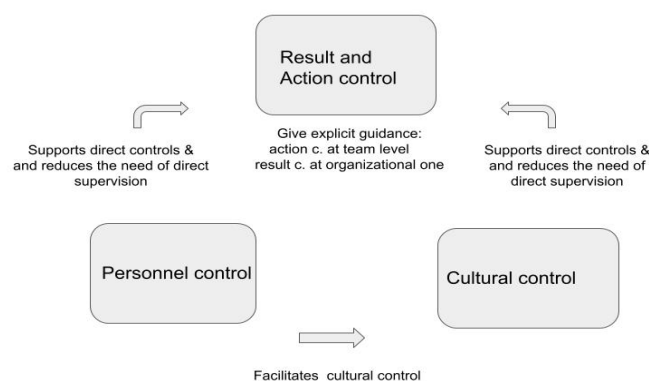 Result and
Action control
Give explicit guidance:
action c. at team level
result c. at organizational one
Supports direct controls &
and reduces the need of direct
supervision
Supports direct controls &
and reduces the need of
direct supervision
Personnel control
Cultural control
Facilitates cultural control